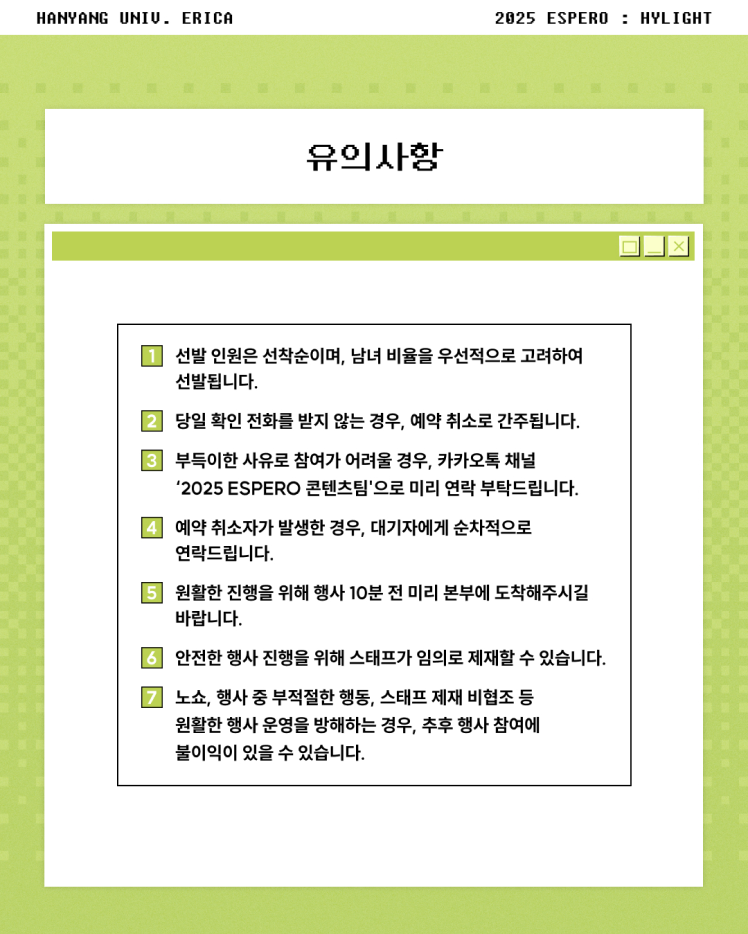 HANYANG UNIV. ERICA
2025 ESPERO : HYLIGHT
유의사항
1 선발 인원은 선착순이며, 남녀 비율을 우선적으로 고려하여
선발됩니다.
2 당일 확인 전화를 받지 않는 경우, 예약 취소로 간주됩니다.
3 부득이한 사유로 참여가 어려울 경우, 카카오톡 채널
‘2025 ESPERO 콘텐츠팀'으로 미리 연락 부탁드립니다.
4 예약 취소자가 발생한 경우, 대기자에게 순차적으로
연락드립니다.
5 원활한 진행을 위해 행사 10분 전 미리 본부에 도착해주시길
바랍니다.
6 안전한 행사 진행을 위해 스태프가 임의로 제재할 수 있습니다.
7 노쇼, 행사 중 부적절한 행동, 스태프 제재 비협조 등
원활한 행사 운영을 방해하는 경우, 추후 행사 참여에
불이익이 있을 수 있습니다.